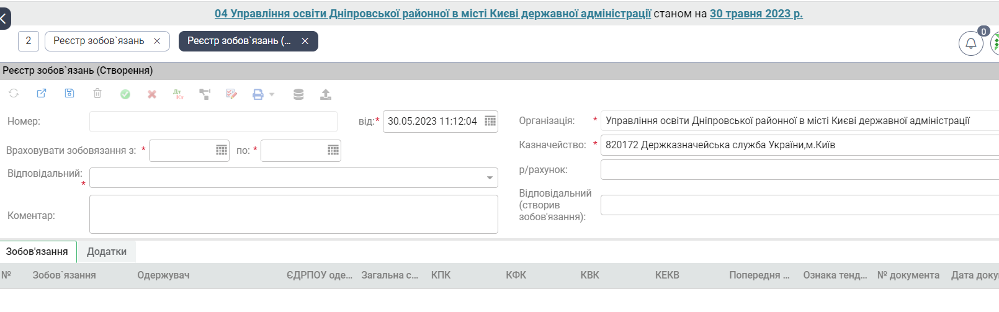 04 Управління освіти Дніпровської районної в місті Києві державної адміністрації станом на 30 травня 2023 р.
2 Реєстр зобов`язань Реєстр зобов`язань (...
0
Реєстр зобов`язань (Створення)
Дт
Кт
Номер: від:* 30.05.2023 11:12:04 Організація: * Управління освіти Дніпровської районної в місті Києві державної адміністрації
Враховувати зобовязання з: * по: * Казначейство: * 820172 Держказначейська служба України,м.Київ
Відповідальний: * р/рахунок:
Відповідальний
(створив
зобов'язання):
Коментар:
Зобов'язання Додатки
№ Зобов`язання Одержувач ЄДРПОУ оде... Загальна с... КПК КФК КВК КЕКВ Попередня ... Ознака тенд... № документа Дата доку